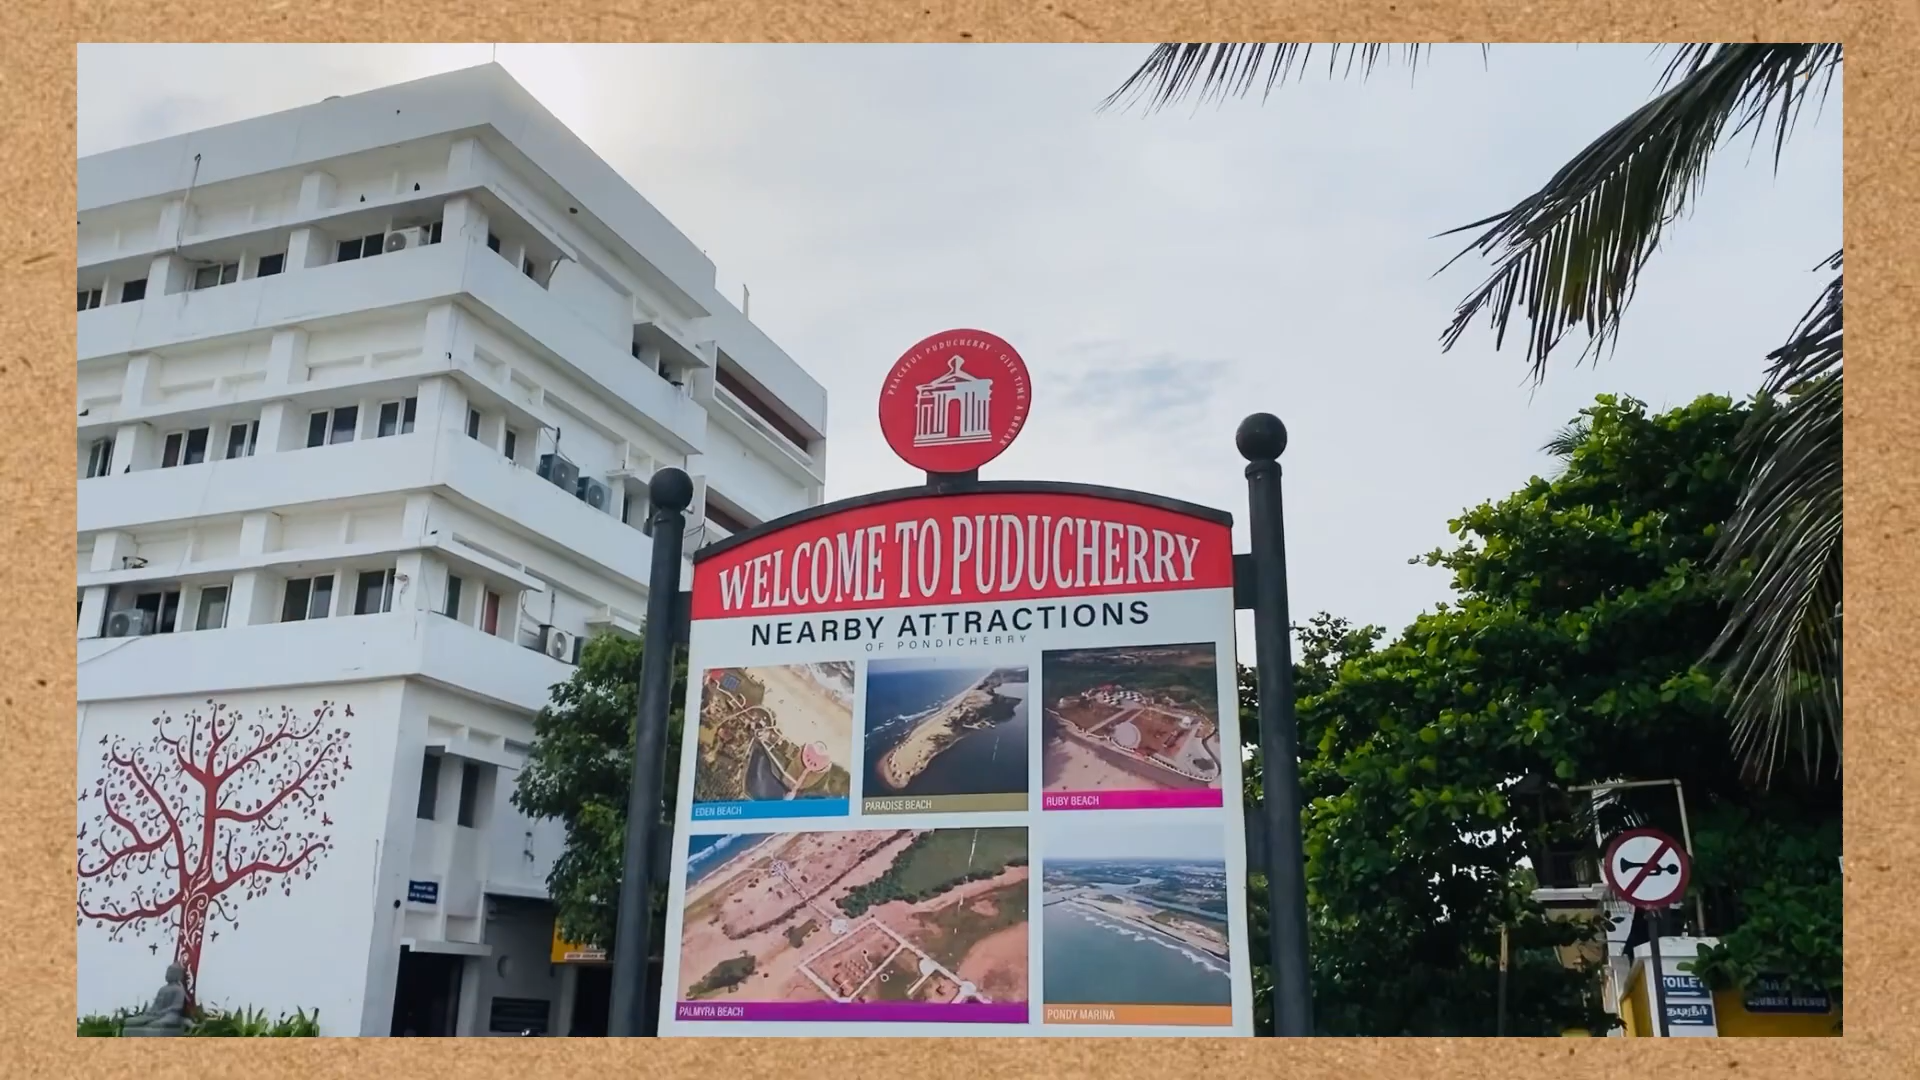 PEACEFUL PUDUCHERRY - GIVE TIME A BREAK
WELCOME TO PUDUCHERRY
NEARBY ATTRACTIONS
OF PONDICHERRY
EDEN BEACH
PARADISE BEACH
RUBY BEACH
PALMYRA BEACH
PONDY MARINA
TOILET
கழிவறை
GOUBERT AVENUE